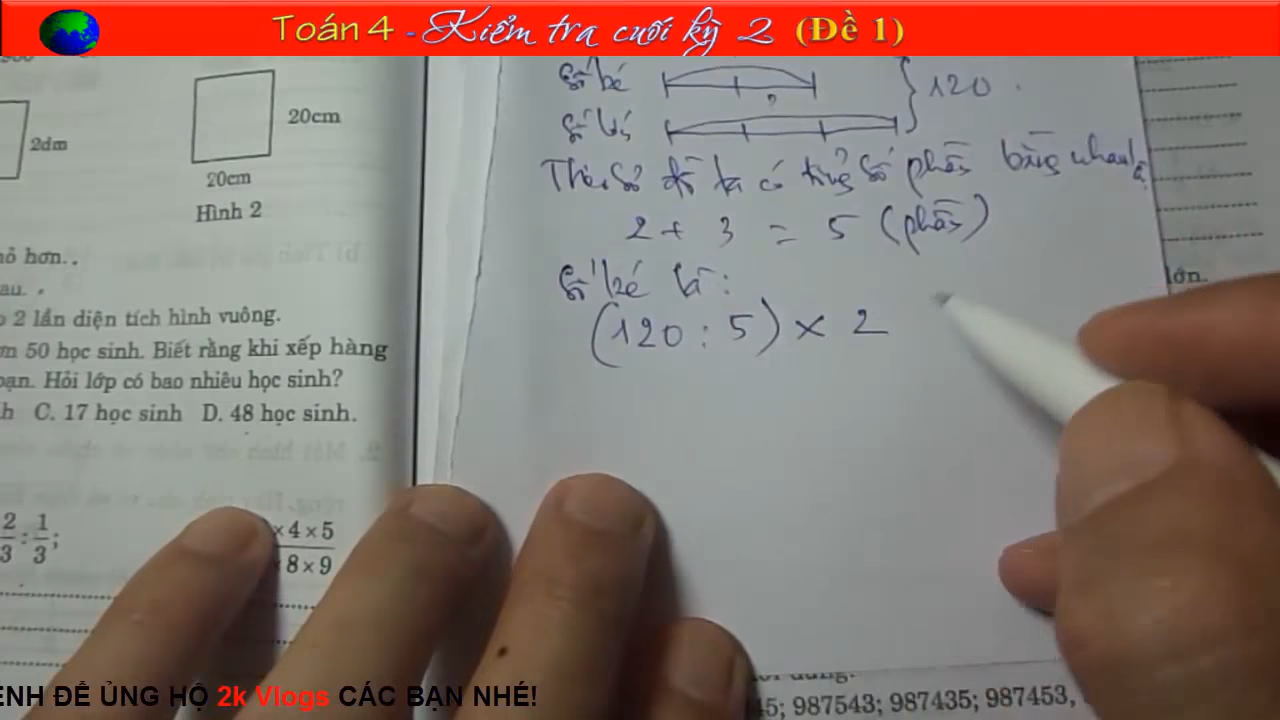 Toán 4 - Kiểm tra cuối kỳ 2 (Đề 1)
2dm
20cm
20cm
Hình 2
ỏ hơn..
au.
2 lần diện tích hình vuông.
50 học sinh. Biết rằng khi xếp hàng
bạn. Hỏi lớp có bao nhiêu học sinh?
h C. 17 học sinh D. 48 học sinh.
2/3 : 1/3;
× 4 × 5
8 × 9
Số bé
120
?
Số lớn
Theo sơ đồ ta có tổng số phần bằng nhau là
2 + 3 = 5 (phần)
Số bé là:
(120 : 5) × 2
lớn.
5; 987543; 987435; 987453,
ENH ĐỂ ỦNG HỘ 2k Vlogs CÁC BẠN NHÉ!